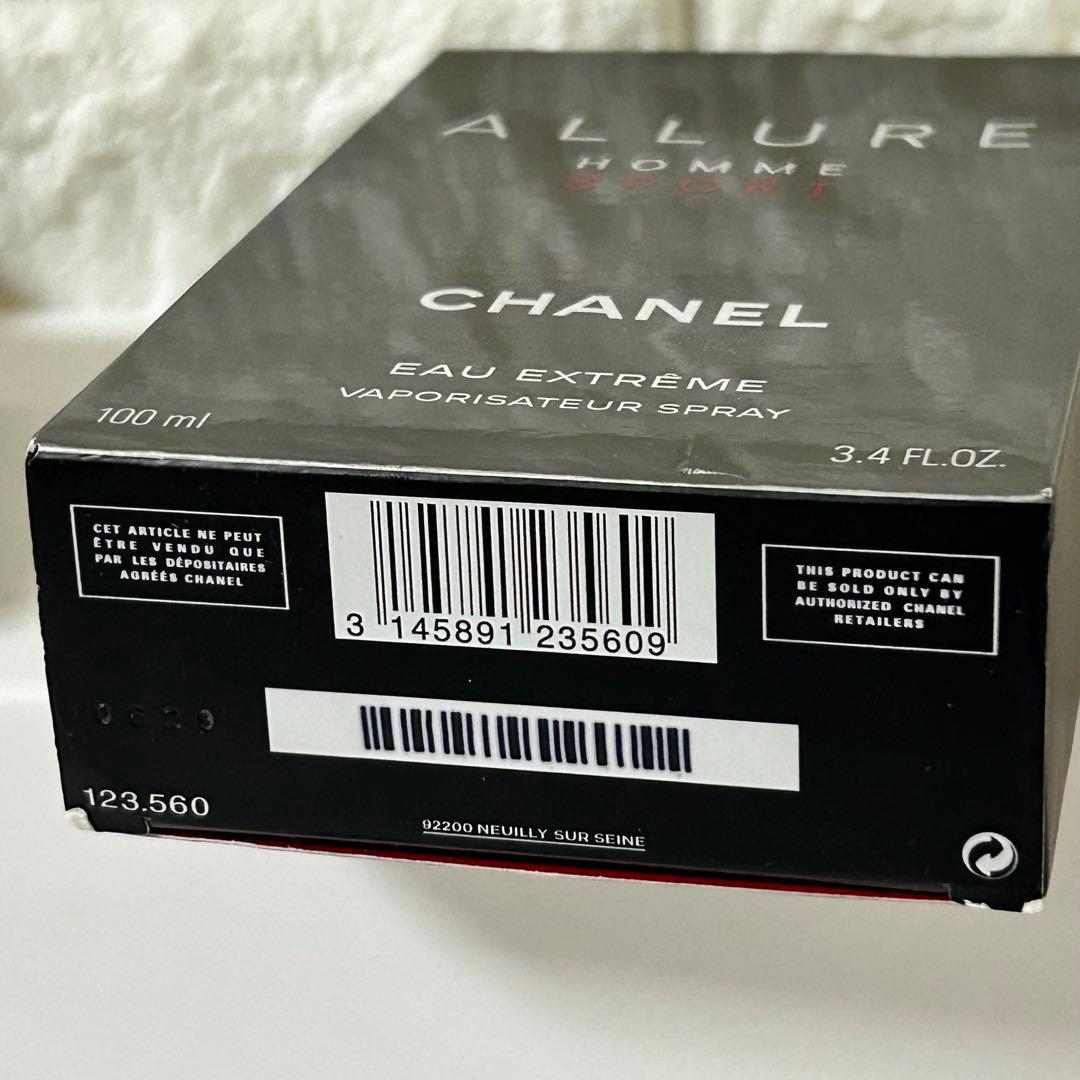 ALLURE
HOMME
SPORT
CHANEL
EAU EXTRÊME
VAPORISATEUR SPRAY
100 ml
3.4 FL.OZ.
CET ARTICLE NE PEUT
ÊTRE VENDU QUE
PAR LES DÉPOSITAIRES
AGRÉÉS CHANEL
3 145891 235609
THIS PRODUCT CAN
BE SOLD ONLY BY
AUTHORIZED CHANEL
RETAILERS
123.560
92200 NEUILLY SUR SEINE